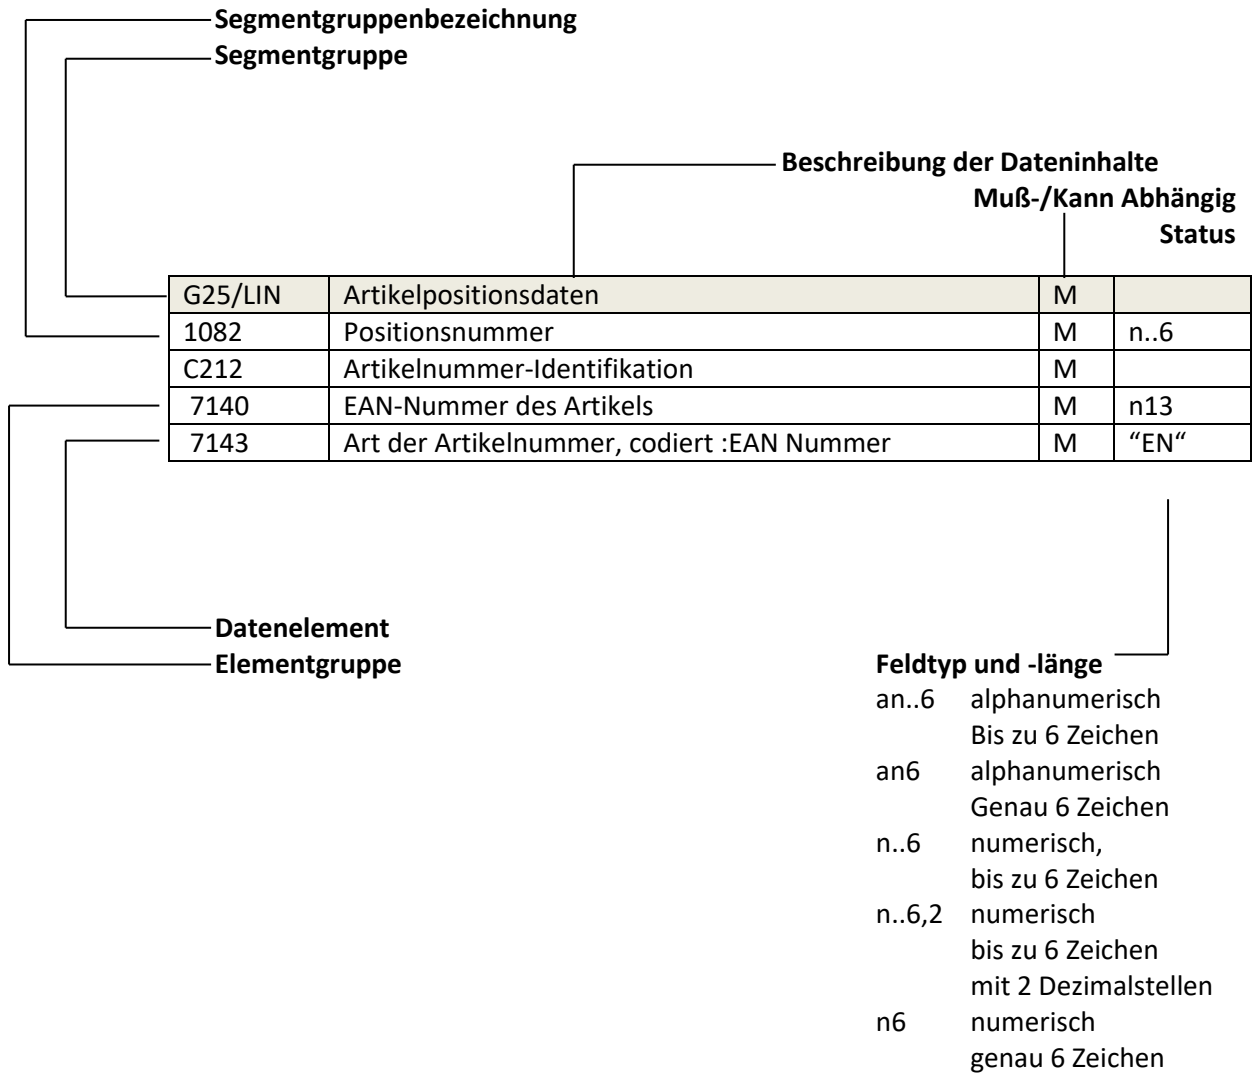 Segmentgruppenbezeichnung
Segmentgruppe
Beschreibung der Dateninhalte
Muß-/Kann Abhängig
Status
G25/LIN Artikelpositionsdaten M
1082 Positionsnummer M n..6
C212 Artikelnummer-Identifikation M
7140 EAN-Nummer des Artikels M n13
7143 Art der Artikelnummer, codiert :EAN Nummer M “EN“
Datenelement
Elementgruppe
Feldtyp und -länge
an..6 alphanumerisch
Bis zu 6 Zeichen
an6 alphanumerisch
Genau 6 Zeichen
n..6 numerisch,
bis zu 6 Zeichen
n..6,2 numerisch
bis zu 6 Zeichen
mit 2 Dezimalstellen
n6 numerisch
genau 6 Zeichen